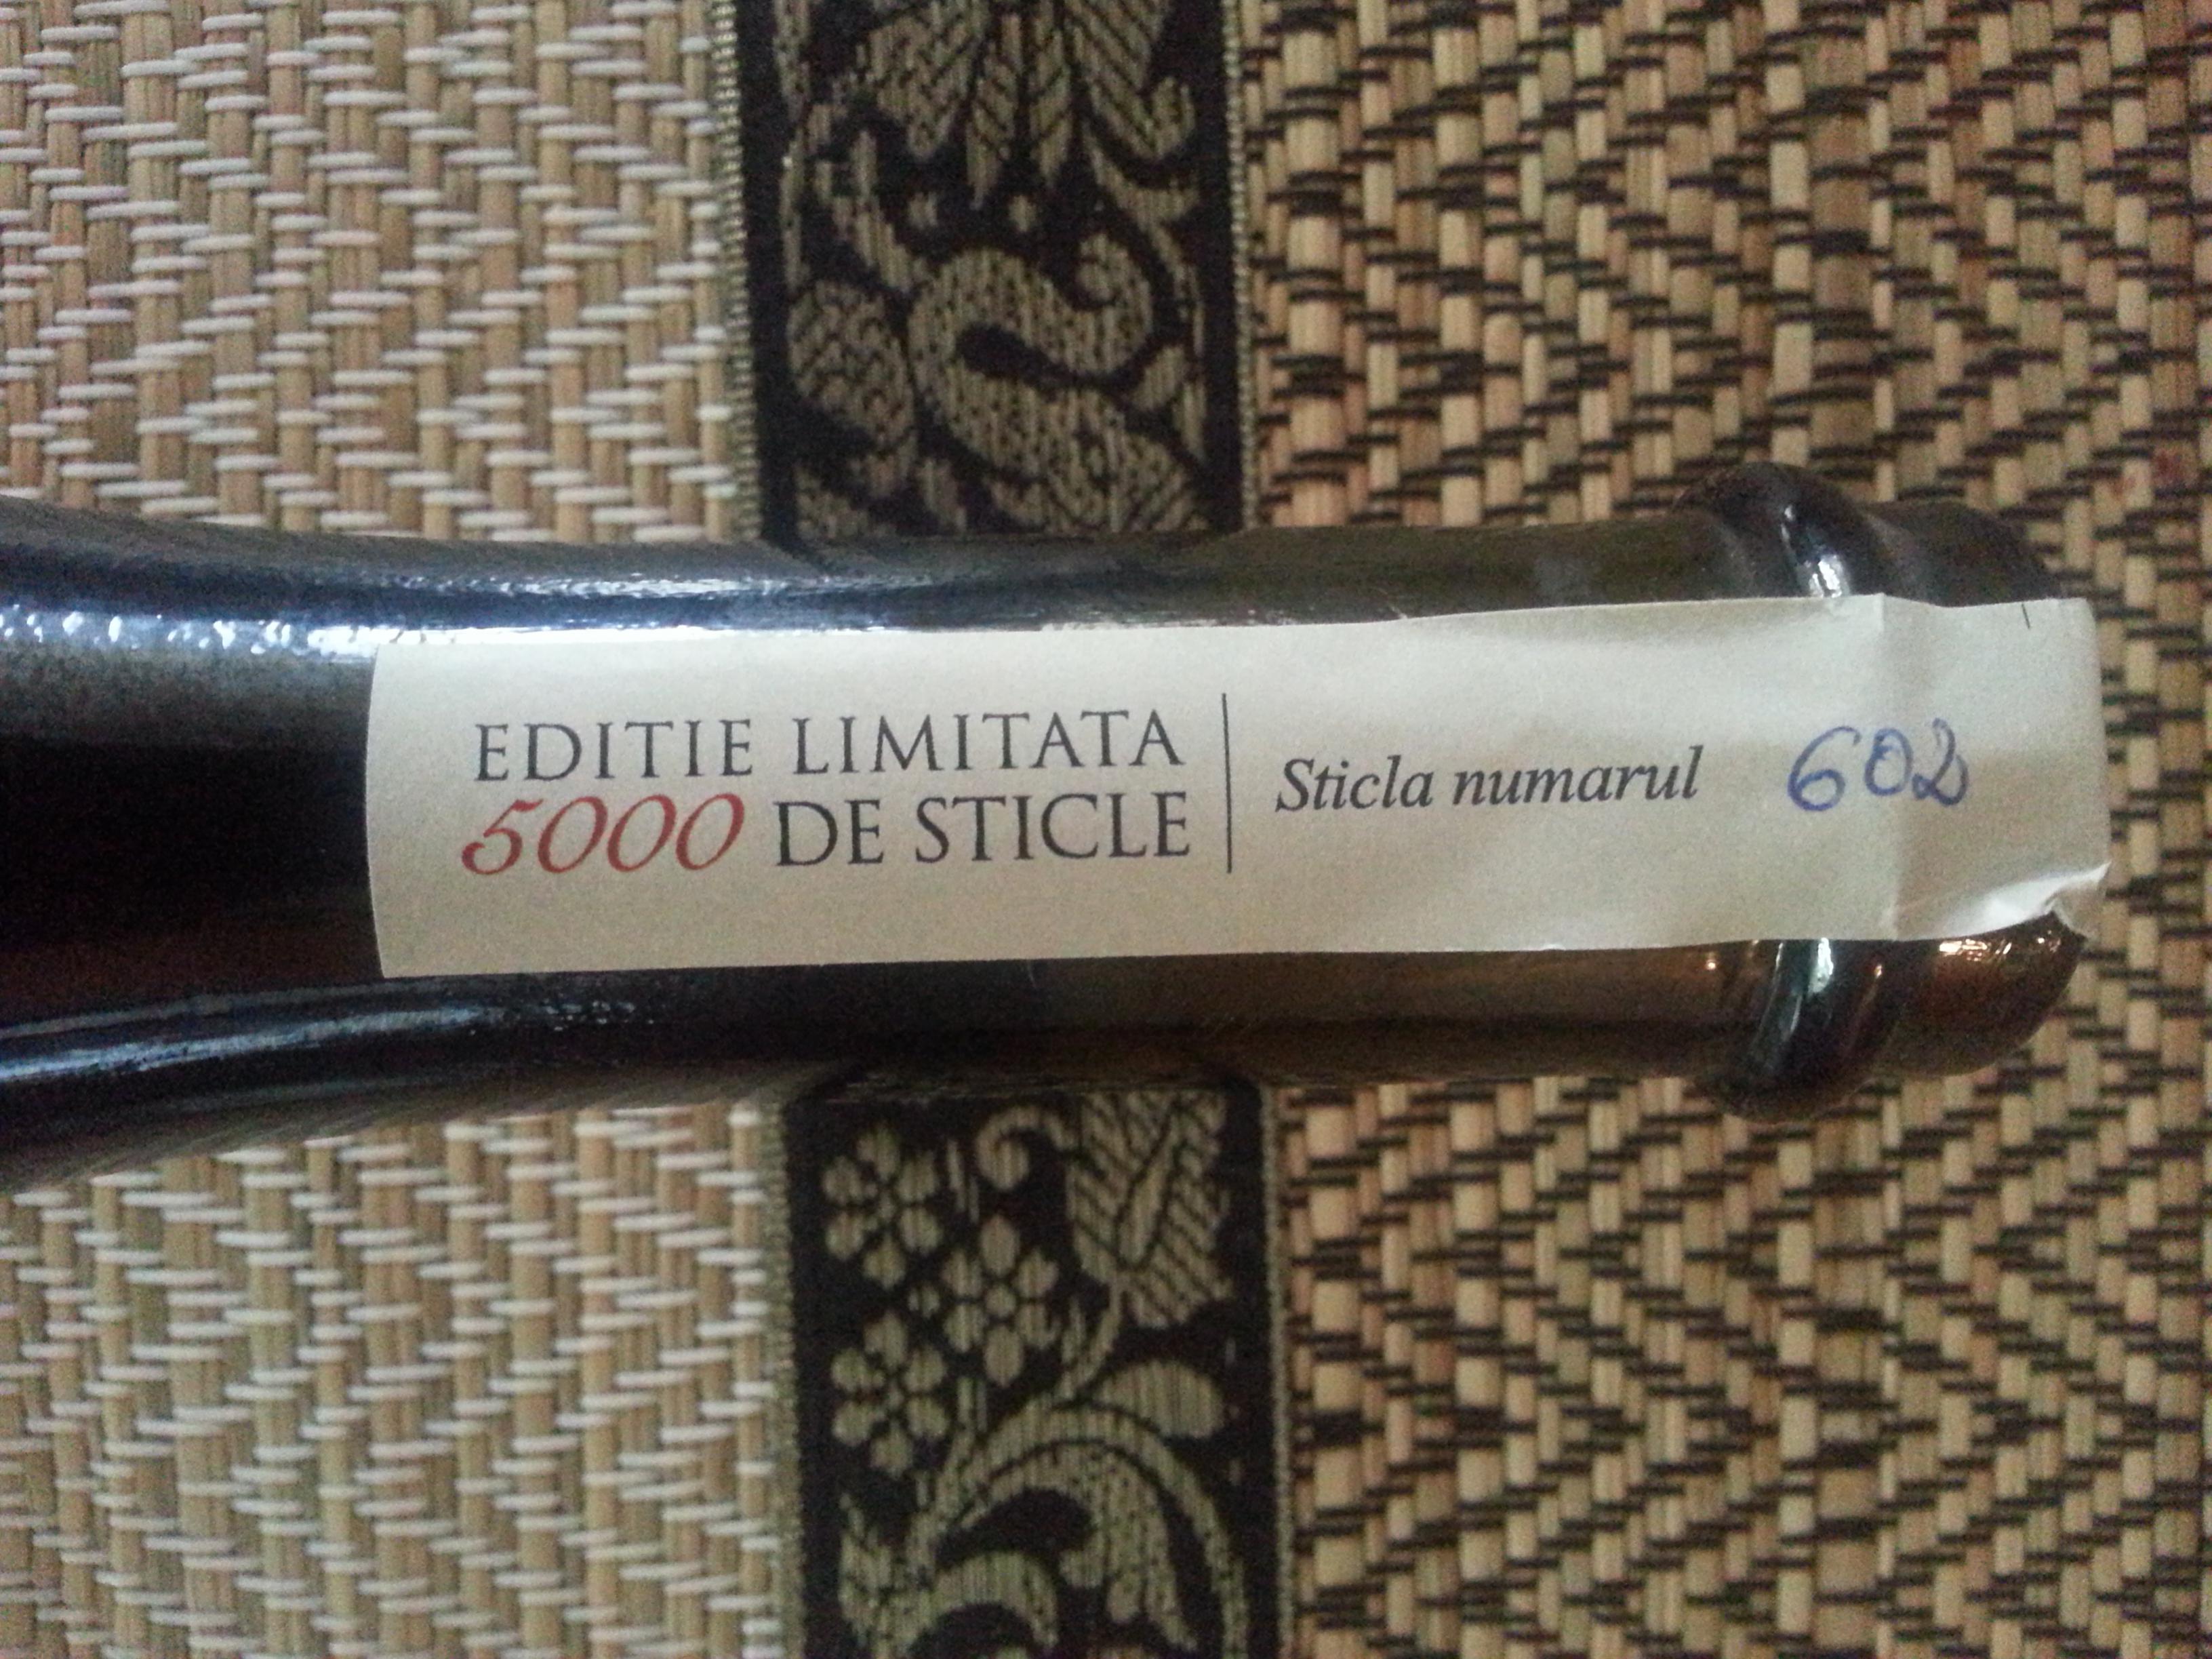 EDITIE LIMITATA
5000 DE STICLE
Sticla numarul 602